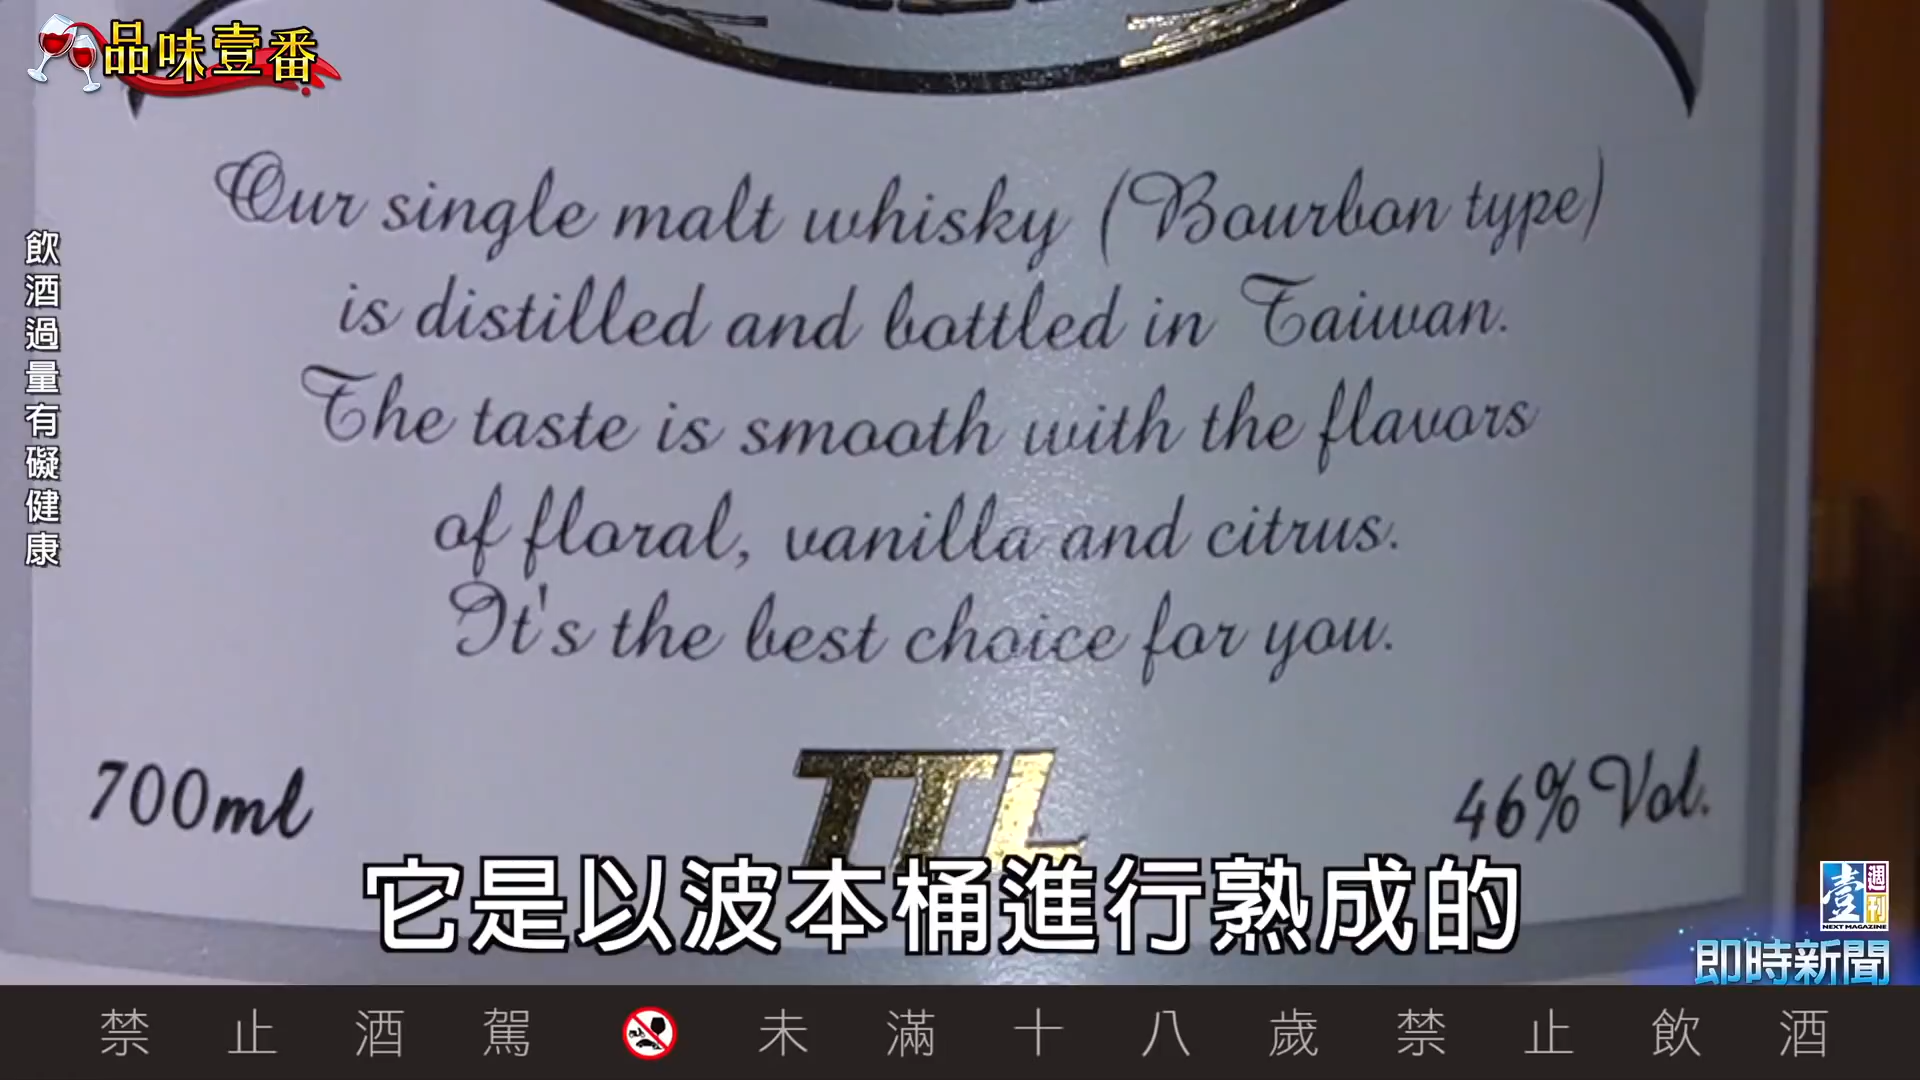 品味壹番
飲酒過量有礙健康
Our single malt whisky (Bourbon type)
is distilled and bottled in Taiwan.
The taste is smooth with the flavors
of floral, vanilla and citrus.
It's the best choice for you.
700ml
TTL
46% Vol.
它是以波本桶進行熟成的
壹週刊
NEXT MAGAZINE
即時新聞
禁止酒駕 未滿十八歲禁止飲酒